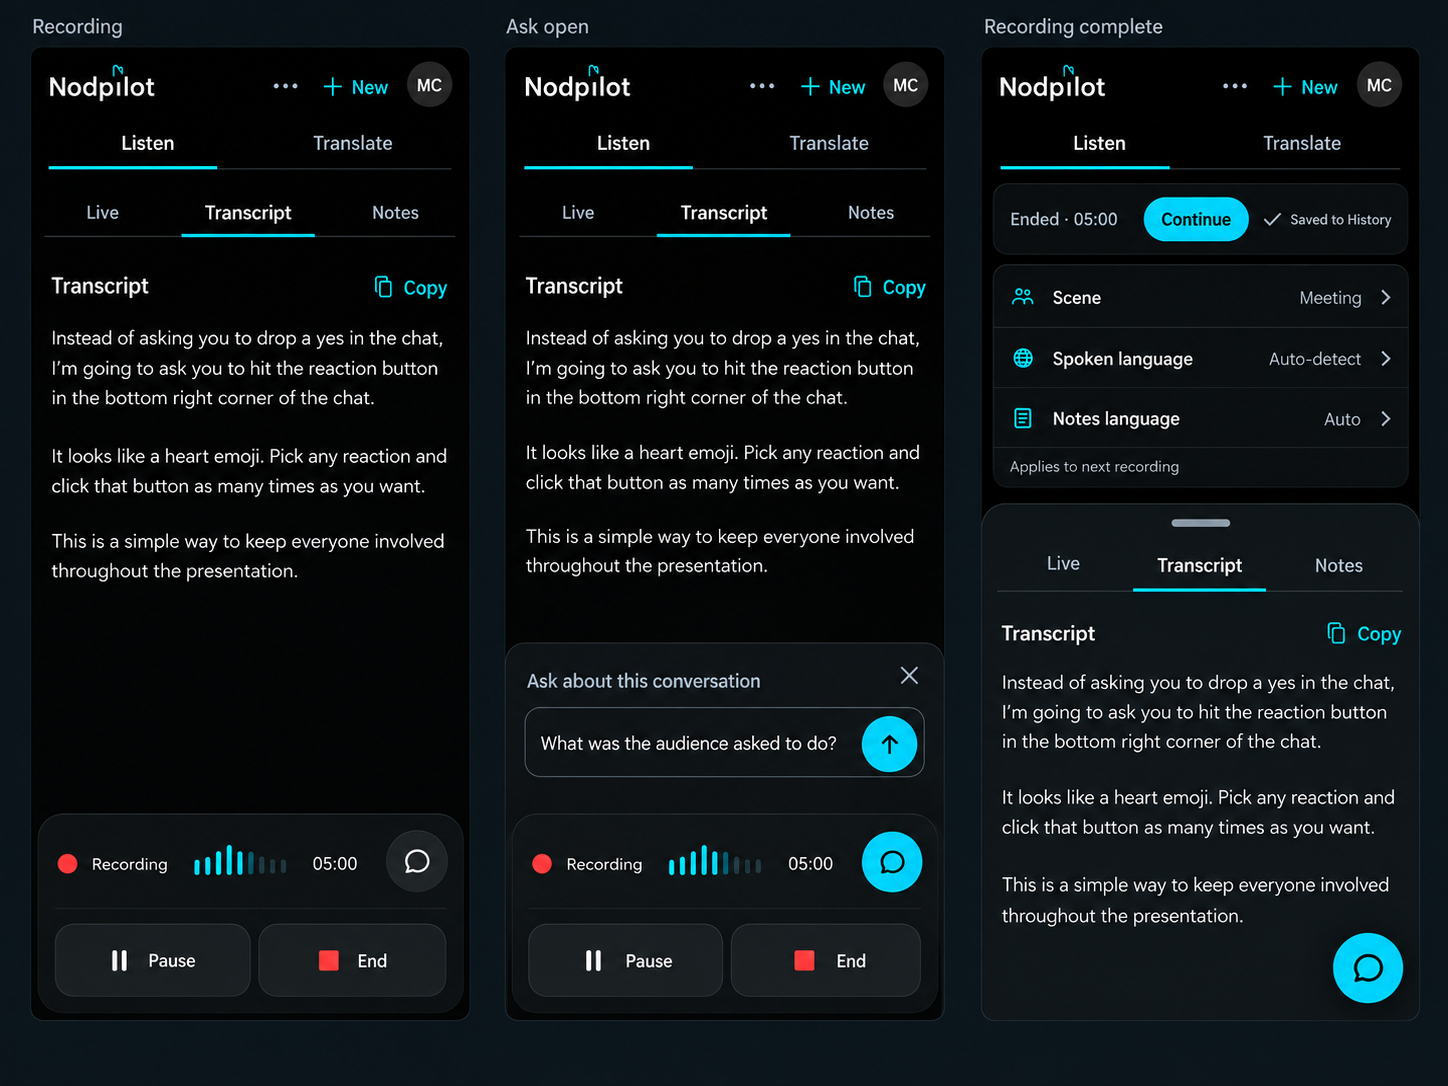 Recording
Nodpilot
+ New
MC
Listen
Translate
Live
Transcript
Notes
Transcript
Copy
Instead of asking you to drop a yes in the chat,
I'm going to ask you to hit the reaction button
in the bottom right corner of the chat.
It looks like a heart emoji. Pick any reaction and
click that button as many times as you want.
This is a simple way to keep everyone involved
throughout the presentation.
Recording
05:00
Pause
End
Ask open
Nodpilot
+ New
MC
Listen
Translate
Live
Transcript
Notes
Transcript
Copy
Instead of asking you to drop a yes in the chat,
I'm going to ask you to hit the reaction button
in the bottom right corner of the chat.
It looks like a heart emoji. Pick any reaction and
click that button as many times as you want.
This is a simple way to keep everyone involved
throughout the presentation.
Ask about this conversation
What was the audience asked to do?
Recording
05:00
Pause
End
Recording complete
Nodpilot
+ New
MC
Listen
Translate
Ended · 05:00
Continue
Saved to History
Scene
Meeting
Spoken language
Auto-detect
Notes language
Auto
Applies to next recording
Live
Transcript
Notes
Transcript
Copy
Instead of asking you to drop a yes in the chat,
I'm going to ask you to hit the reaction button
in the bottom right corner of the chat.
It looks like a heart emoji. Pick any reaction and
click that button as many times as you want.
This is a simple way to keep everyone involved
throughout the presentation.